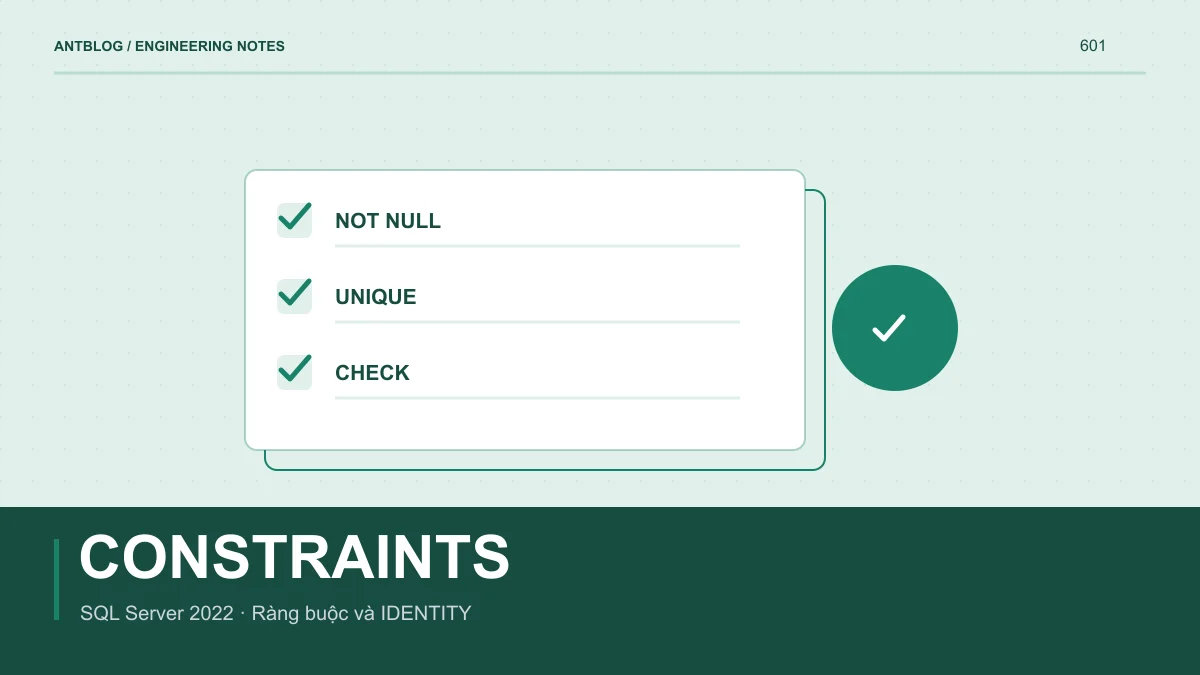 ANTBLOG / ENGINEERING NOTES
601
NOT NULL
UNIQUE
CHECK
CONSTRAINTS
SQL Server 2022 · Ràng buộc và IDENTITY